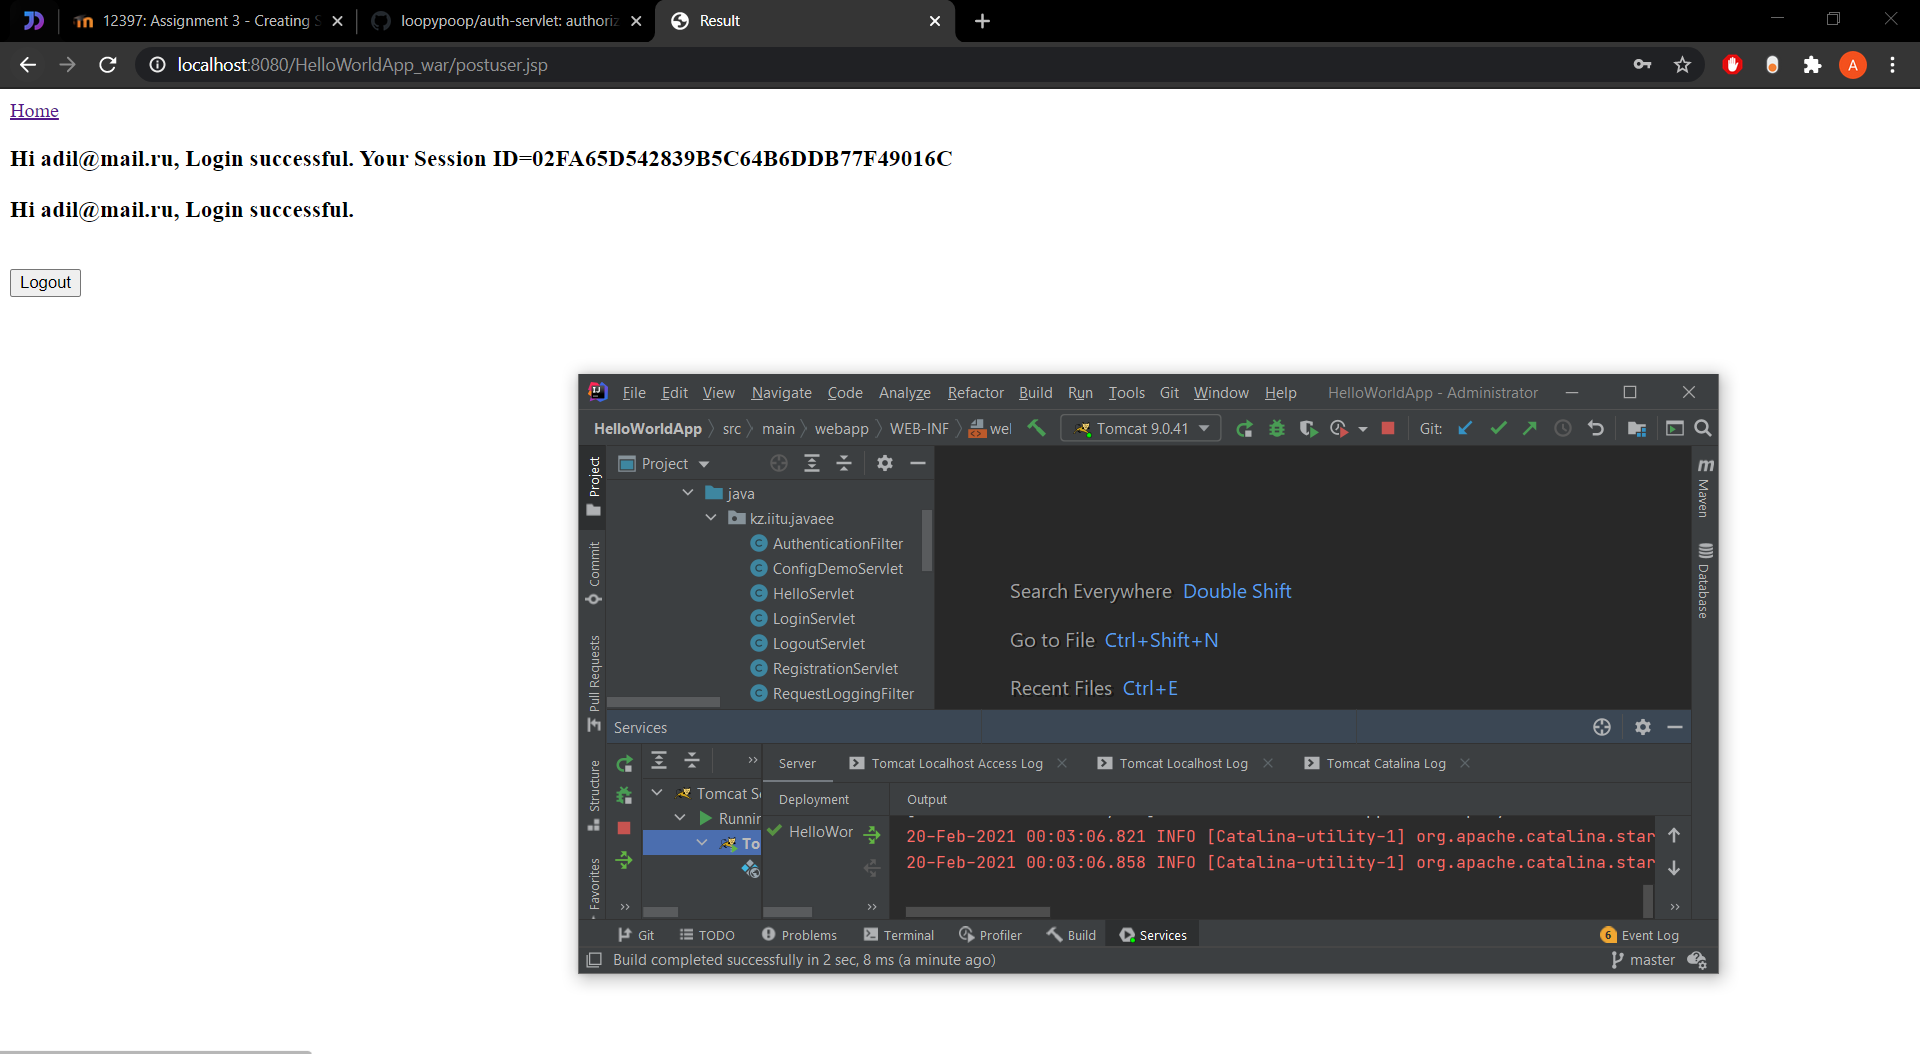 12397: Assignment 3 - Creating S
loopypoop/auth-servlet: authoriz
Result
localhost:8080/HelloWorldApp_war/postuser.jsp
A
Home
Hi adil@mail.ru, Login successful. Your Session ID=02FA65D542839B5C64B6DDB77F49016C
Hi adil@mail.ru, Login successful.
Logout
File Edit View Navigate Code Analyze Refactor Build Run Tools Git Window Help HelloWorldApp - Administrator
HelloWorldApp src main webapp WEB-INF we Tomcat 9.0.41 Git:
Project
Project
java
kz.iitu.javaee
AuthenticationFilter
ConfigDemoServlet
HelloServlet
LoginServlet
LogoutServlet
RegistrationServlet
RequestLoggingFilter
Commit
Pull Requests
Structure
Favorites
Search Everywhere Double Shift
Go to File Ctrl+Shift+N
Recent Files Ctrl+E
Maven
Database
Services
Server Tomcat Localhost Access Log Tomcat Localhost Log Tomcat Catalina Log
Tomcat Se
Runnin
To
Deployment Output
HelloWor
20-Feb-2021 00:03:06.821 INFO [Catalina-utility-1] org.apache.catalina.star
20-Feb-2021 00:03:06.858 INFO [Catalina-utility-1] org.apache.catalina.star
Git TODO Problems Terminal Profiler Build Services 6 Event Log
Build completed successfully in 2 sec, 8 ms (a minute ago) master